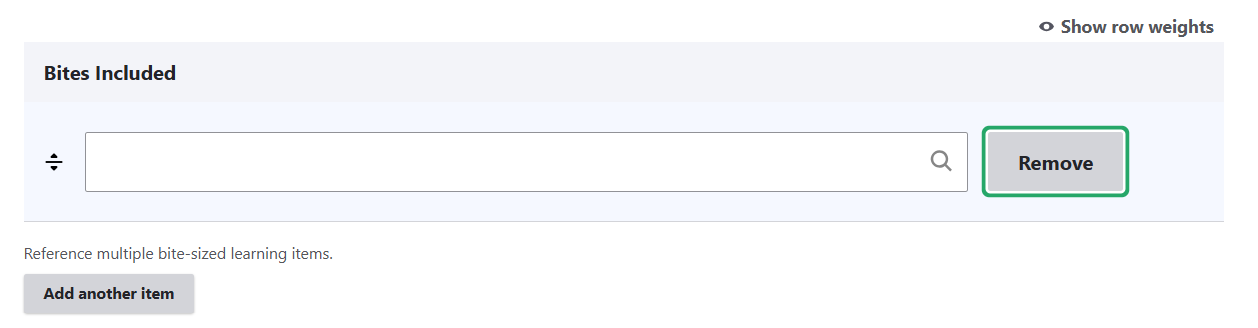 Show row weights
Bites Included
Remove
Reference multiple bite-sized learning items.
Add another item